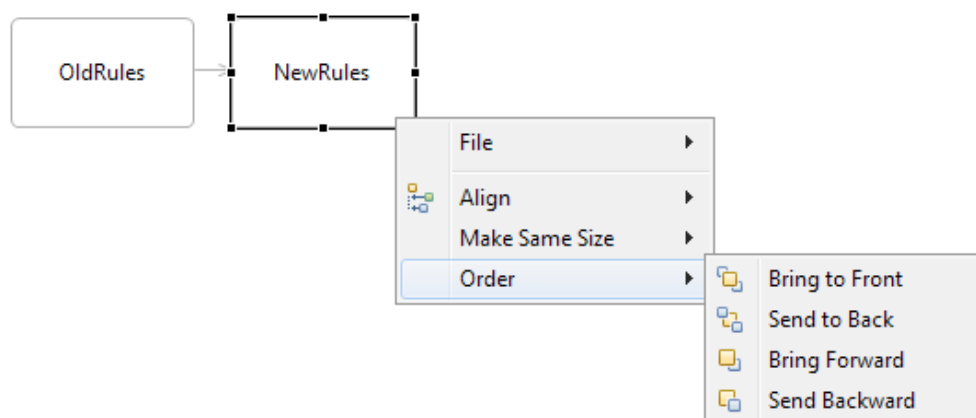 OldRules
NewRules
File
Align
Make Same Size
Order
Bring to Front
Send to Back
Bring Forward
Send Backward